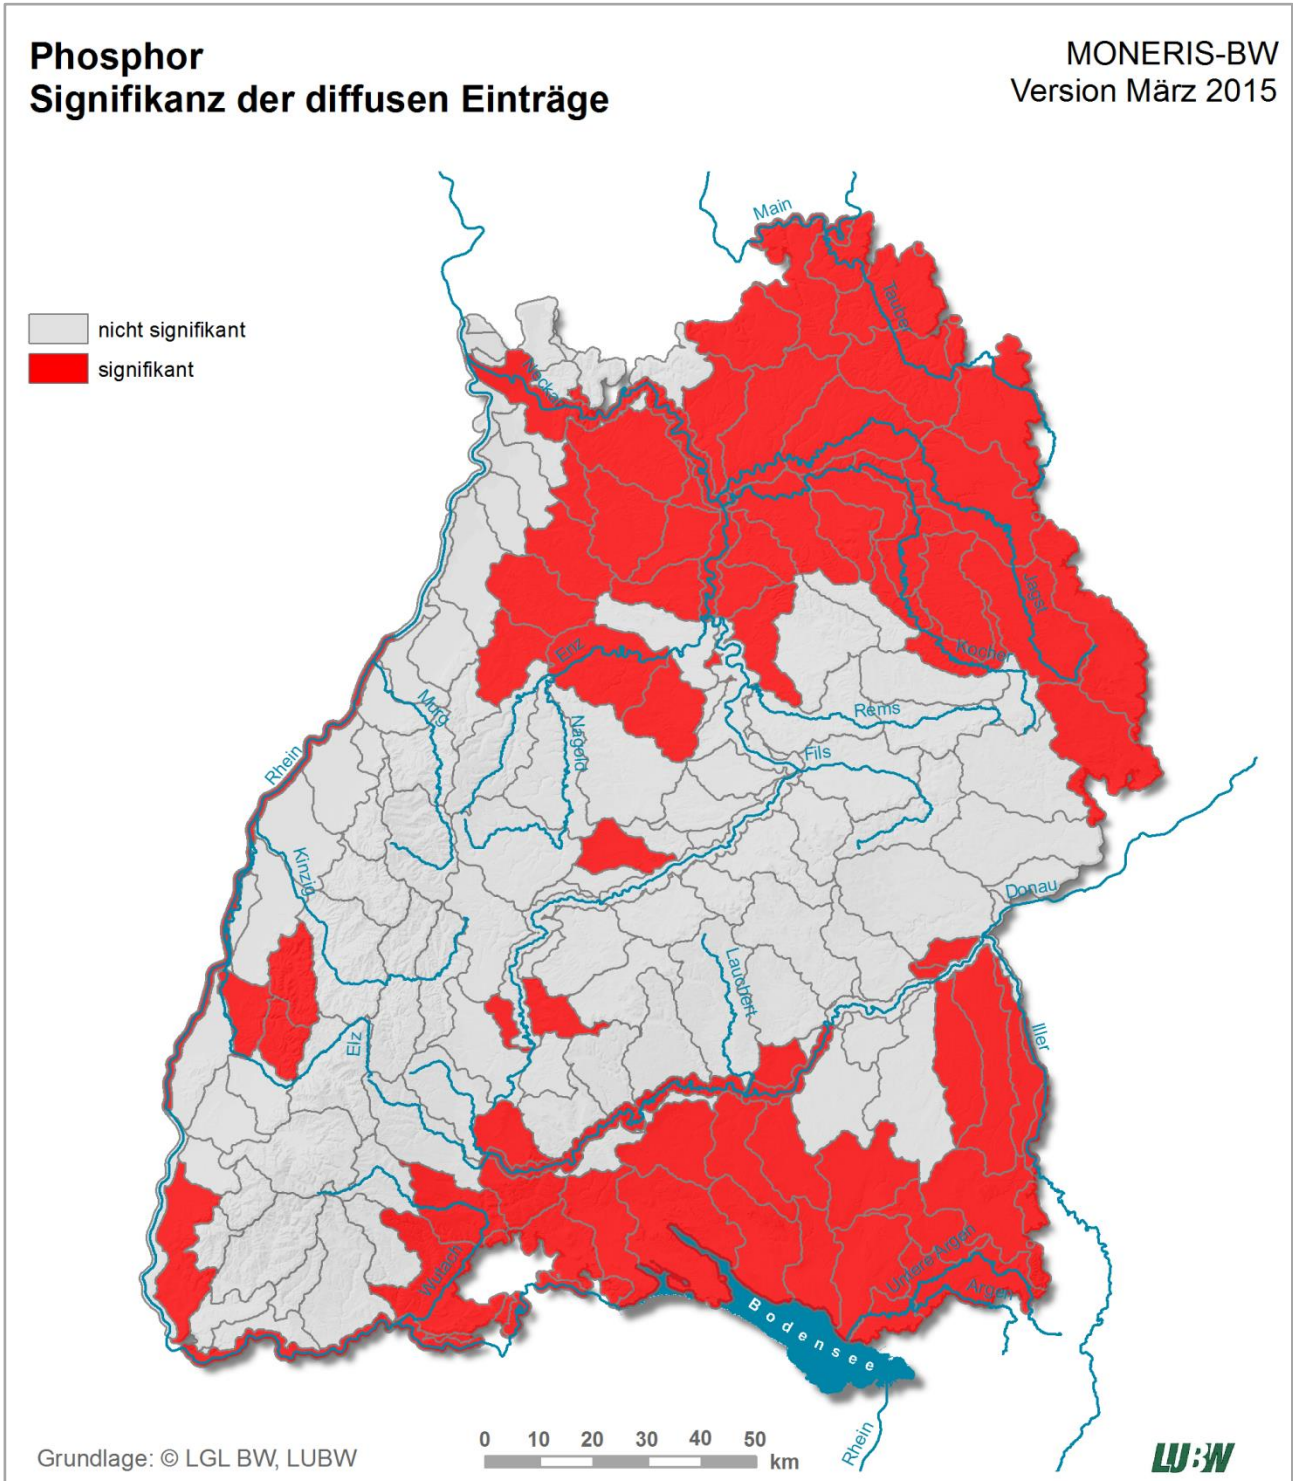 Phosphor
Signifikanz der diffusen Einträge
MONERIS-BW
Version März 2015
nicht signifikant
signifikant
Main
Tauber
Neckar
Jagst
Kocher
Enz
Murg
Nagold
Rems
Fils
Rhein
Kinzig
Donau
Lauchert
Elz
Iller
Wutach
Untere Argen
Argen
Bodensee
Rhein
0 10 20 30 40 50
km
Grundlage: © LGL BW, LUBW
LUBW